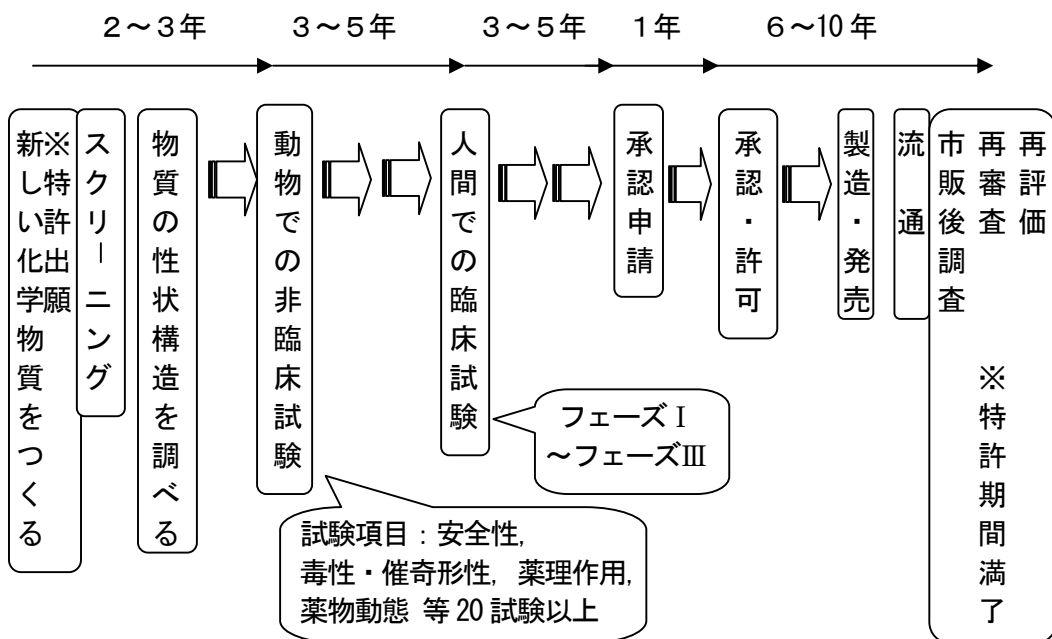 2～3年
3～5年
3～5年
1年
6～10年
新しい化学物質をつくる
※特許出願
スクリーニング
物質の性状構造を調べる
動物での非臨床試験
人間での臨床試験
承認申請
承認・許可
製造・発売
流通
市販後調査
再審査
再評価
※特許期間満了
フェーズⅠ
～フェーズⅢ
試験項目：安全性,
毒性・催奇形性, 薬理作用,
薬物動態 等20試験以上